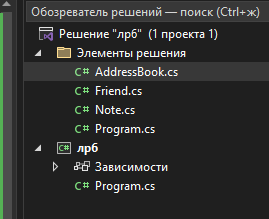 Обозреватель решений — поиск (Ctrl+ж)
Решение "лр6" (1 проекта 1)
Элементы решения
C# AddressBook.cs
C# Friend.cs
C# Note.cs
C# Program.cs
C# лр6
Зависимости
C# Program.cs